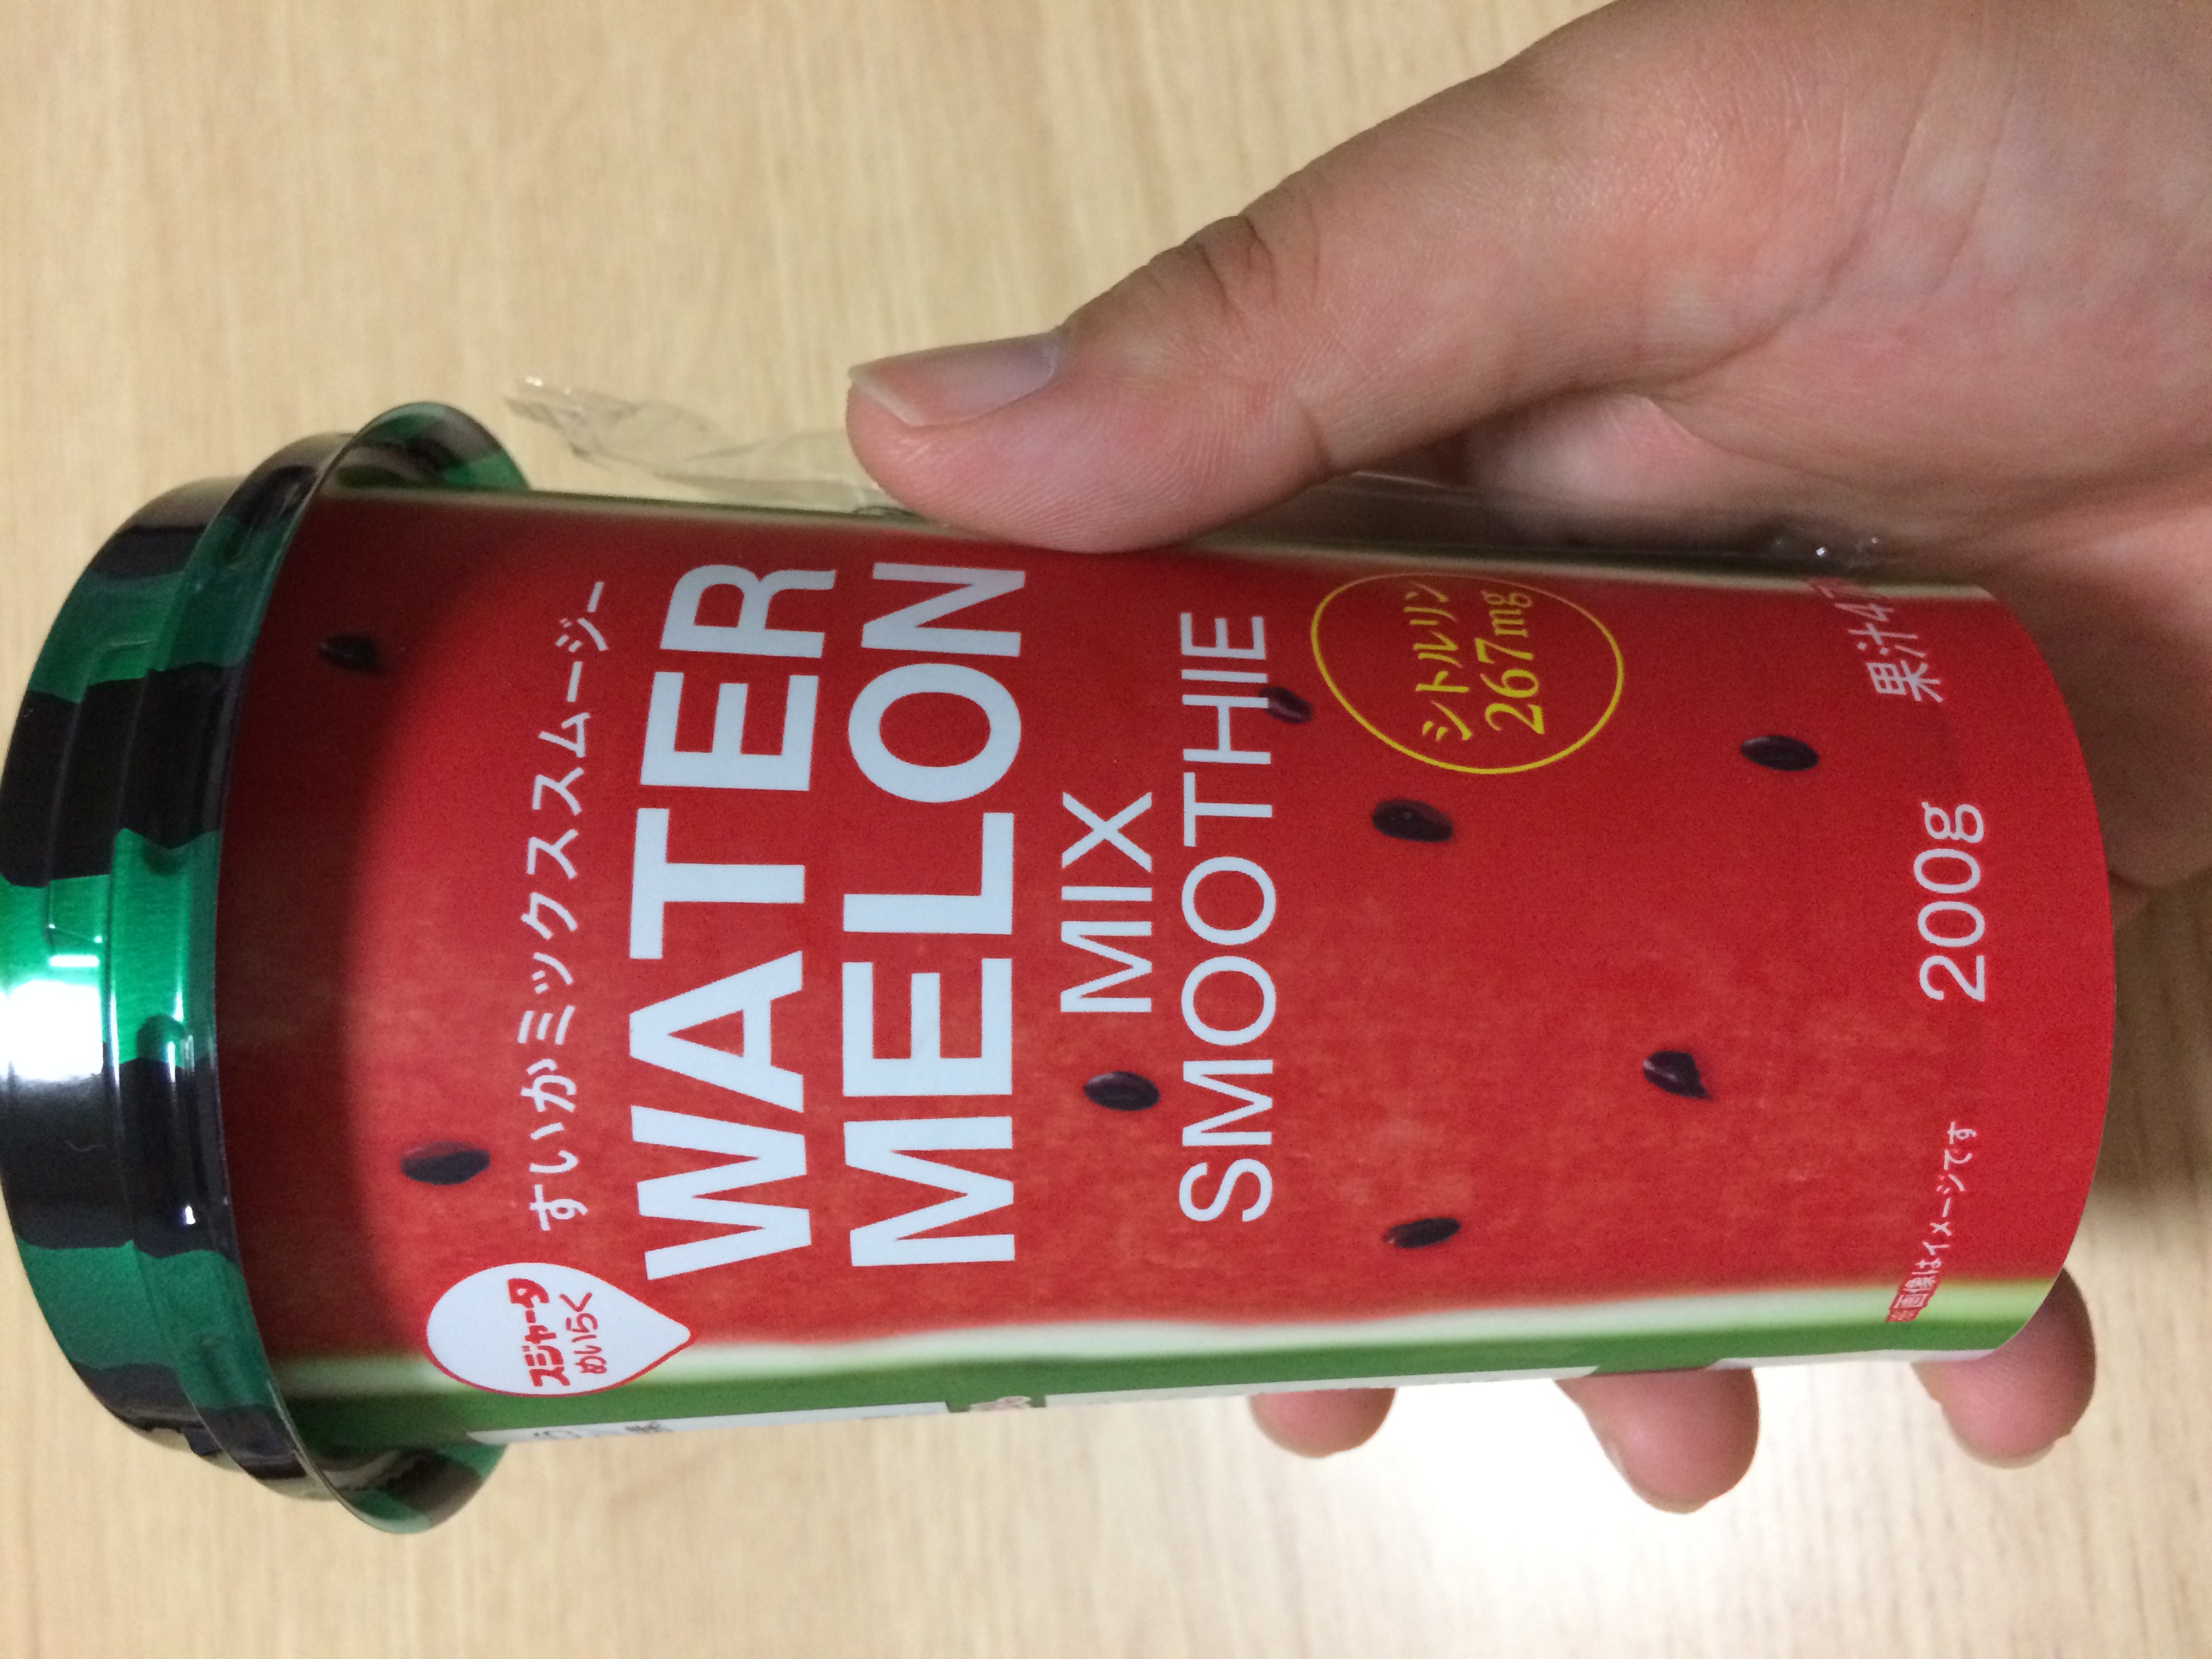 スジャータ
めいらく
すいかミックススムージー
WATER
MELON
MIX
SMOOTHIE
シトルリン
267mg
※画像はイメージです
200g
果汁